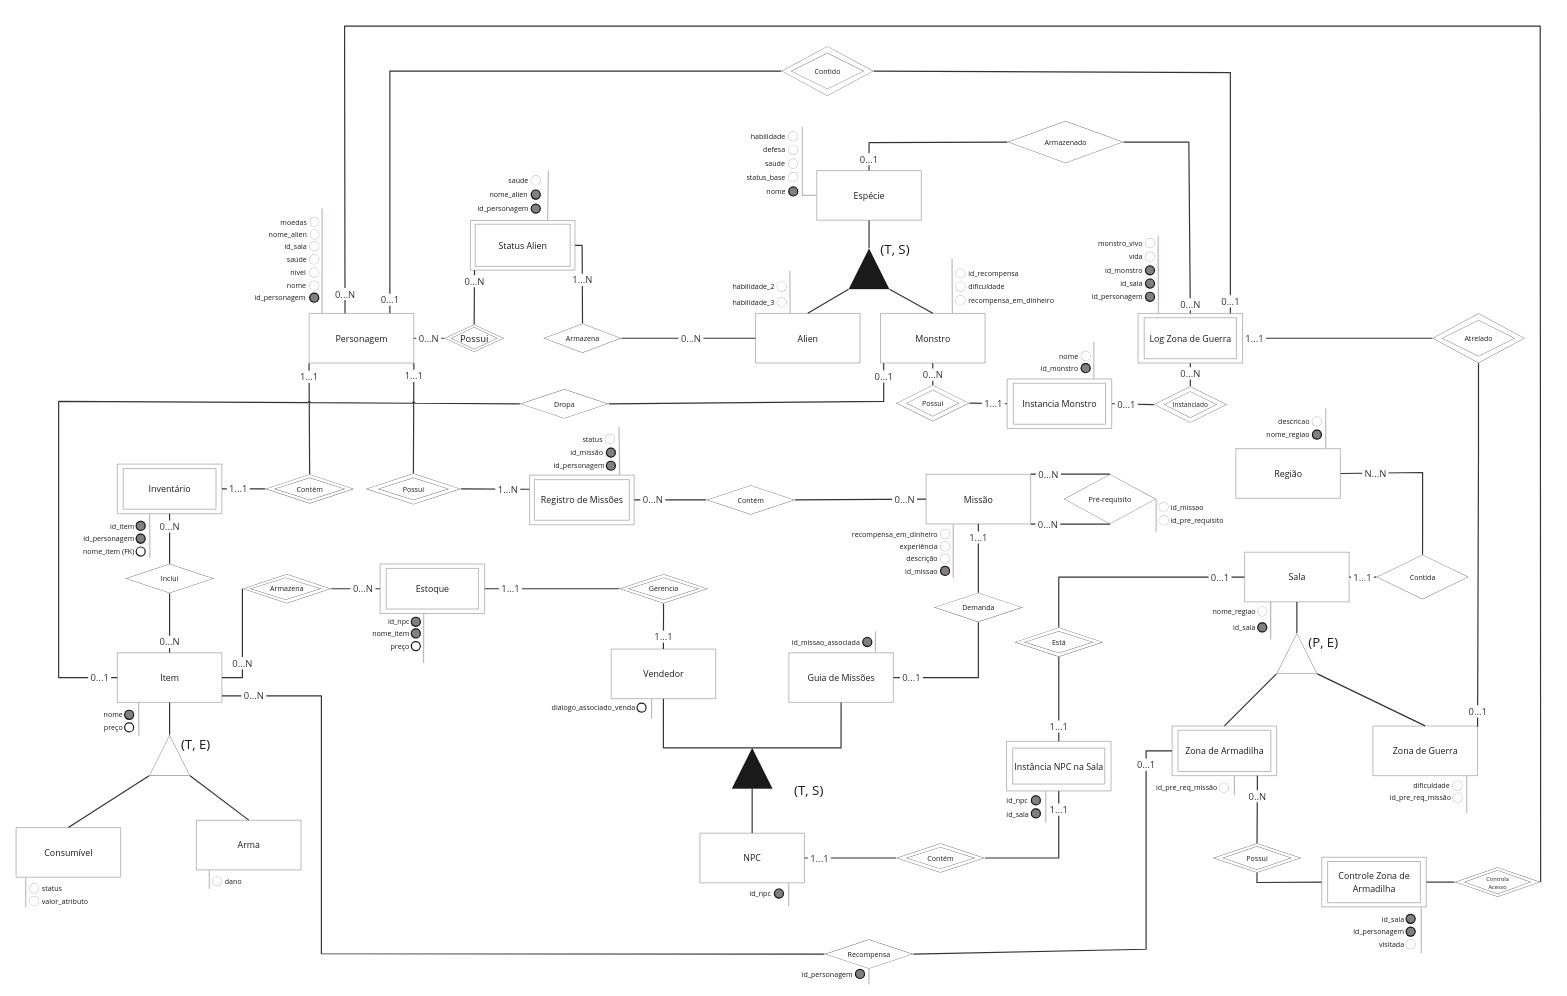 Contido
habilidade
defesa
saude
status_base
nome
Armazenado
0...1
Espécie
(T, S)
saúde
nome_alien
id_personagem
Status Alien
0...N
1...N
moedas
nome_alien
id_sala
saúde
nivel
nome
id_personagem
0...N
0...1
Personagem
0...N
Possui
Armazena
0...N
habilidade_2
habilidade_3
Alien
id_recompensa
dificuldade
recompensa_em_dinheiro
Monstro
monstro_vivo
vida
id_monstro
id_sala
id_personagem
0...N
0...1
Log Zona de Guerra
1...1
Atrelado
1...1
1...1
Dropa
0...1
0...N
Possui
1...1
nome
id_monstro
Instancia Monstro
0...1
0...N
Instanciado
descricao
nome_regiao
Região
N...N
status
id_missão
id_personagem
Inventário
1...1
Contém
Possui
1...N
Registro de Missões
0...N
Contém
0...N
Missão
0...N
0...N
Pré-requisito
id_missao
id_pre_requisito
id_item
id_personagem
nome_item (FK)
0...N
Inclui
0...N
recompensa_em_dinheiro
experiência
descrição
id_missao
1...1
Armazena
0...N
Estoque
1...1
Gerencia
id_npc
nome_item
preço
1...1
0...N
Demanda
id_missao_associada
0...1
Sala
1...1
Contida
nome_regiao
id_sala
Está
(P, E)
0...1
Item
0...N
nome
preço
(T, E)
Vendedor
dialogo_associado_venda
Guia de Missões
0...1
0...1
1...1
Instância NPC na Sala
id_npc
id_sala
1...1
0...1
Zona de Armadilha
id_pre_req_missão
0..N
Zona de Guerra
dificuldade
id_pre_req_missão
(T, S)
Consumível
status
valor_atributo
Arma
dano
NPC
1...1
Contém
id_npc
Possui
Controle Zona de
Armadilha
Controla
Acesso
id_sala
id_personagem
visitada
Recompensa
id_personagem